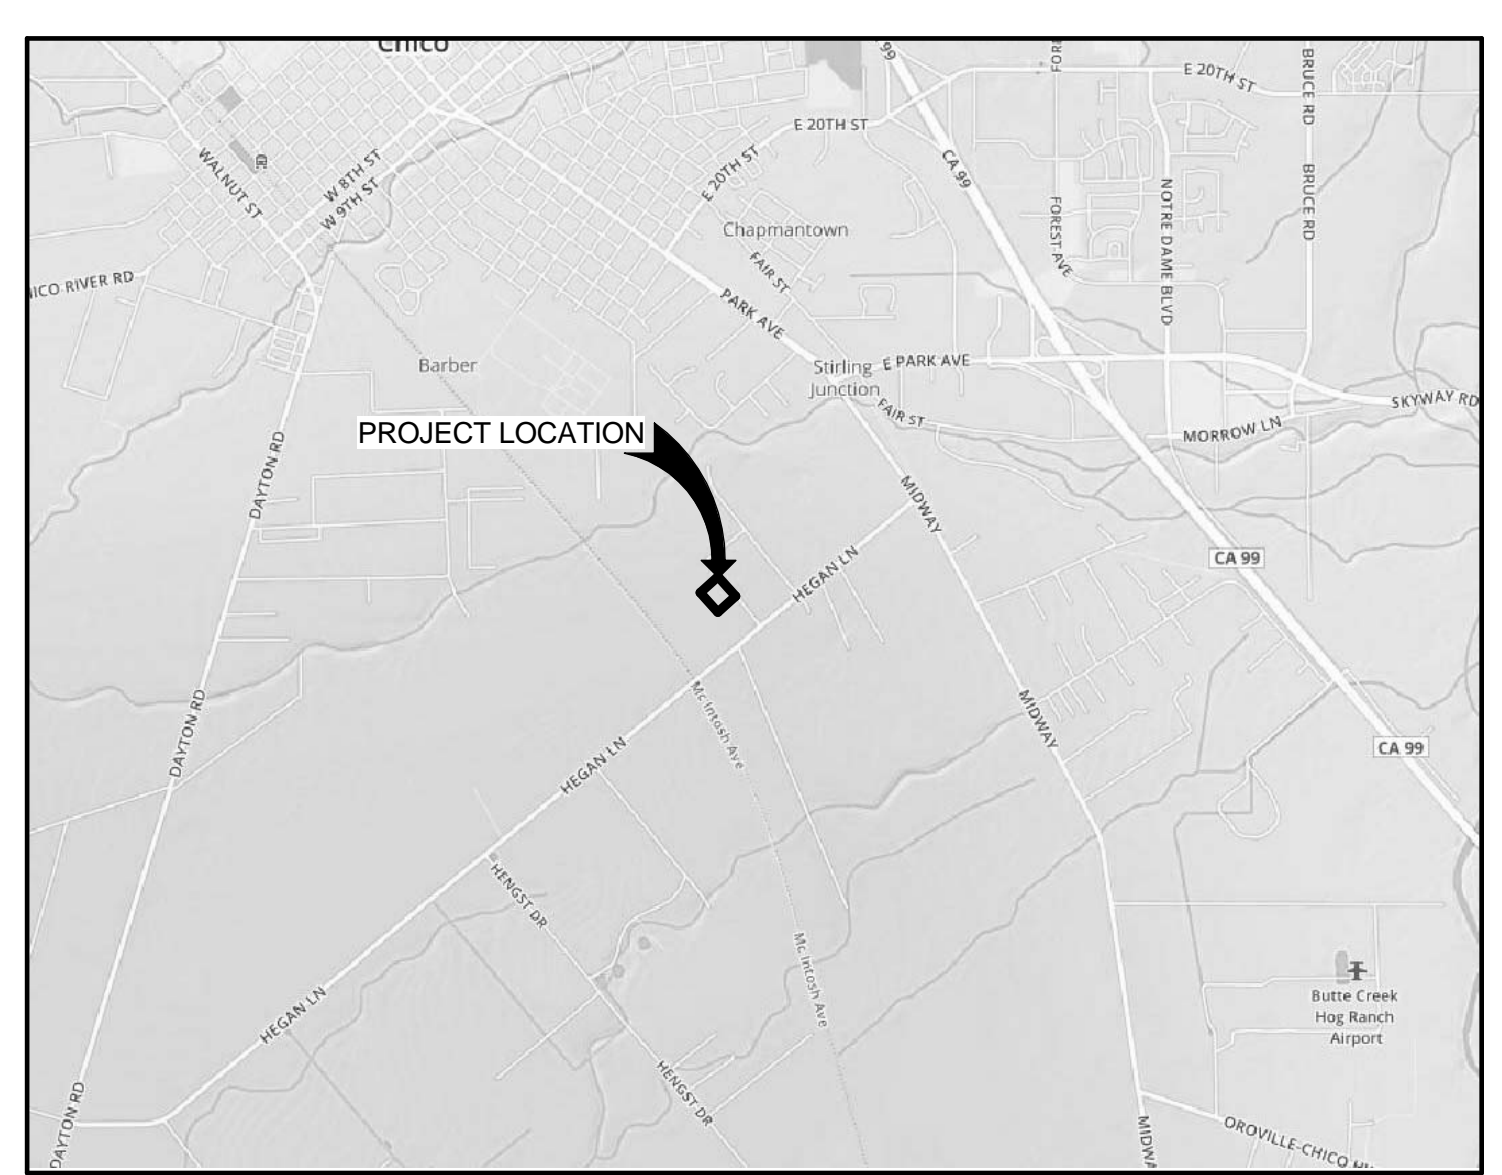 Chico
99
FOR
BRUCE RD
E 20TH ST
E 20TH ST
WALNUT ST
W 8TH ST
W 9TH ST
E 20TH ST
CA 99
BRUCE RD
NOTRE DAME BLVD
FOREST AVE
Chapmantown
FAIR ST
ICO RIVER RD
PARK AVE
Barber
Stirling
Junction
E PARK AVE
SKYWAY RD
FAIR ST
MORROW LN
PROJECT LOCATION
DAYTON RD
MIDWAY
HEGAN LN
CA 99
Mc Intosh Ave
DAYTON RD
MIDWAY
HEGAN LN
CA 99
HENGST DR
Mc Intosh Ave
Butte Creek
Hog Ranch
Airport
HEGAN LN
HENGST DR
DAYTON RD
MIDWA
OROVILLE-CHICO